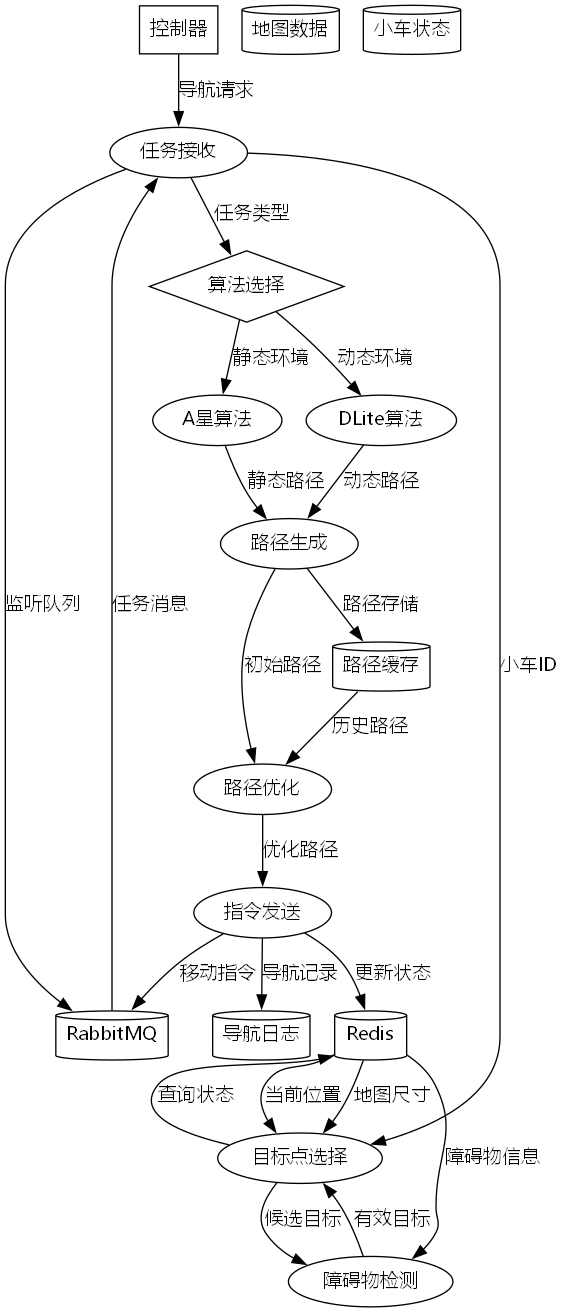 控制器
地图数据
小车状态
导航请求
任务接收
任务类型
算法选择
静态环境
动态环境
A星算法
DLite算法
静态路径
动态路径
路径生成
监听队列
任务消息
路径存储
初始路径
路径缓存
小车ID
历史路径
路径优化
优化路径
指令发送
移动指令
导航记录
更新状态
RabbitMQ
导航日志
Redis
查询状态
当前位置
地图尺寸
目标点选择
障碍物信息
候选目标
有效目标
障碍物检测